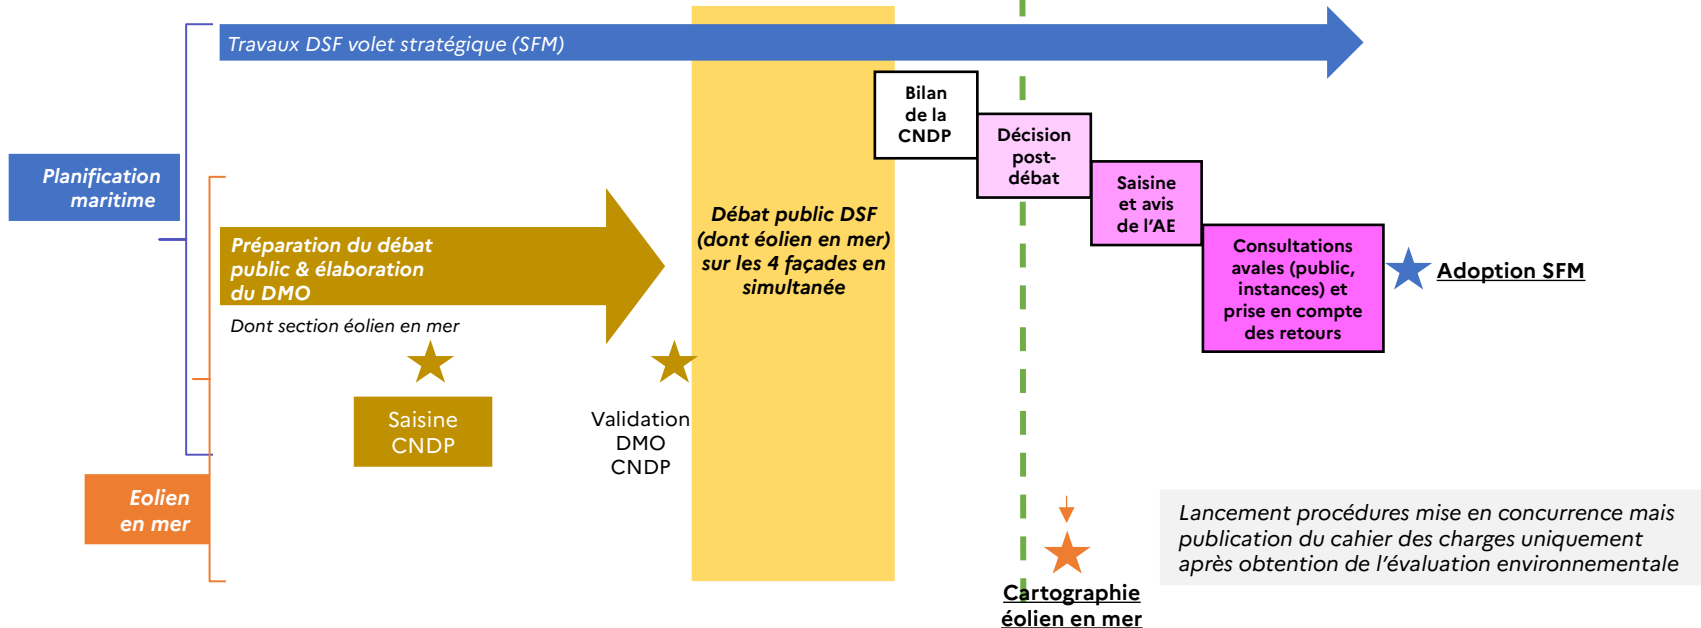 Travaux DSF volet stratégique (SFM)
Bilan
de la
CNDP
Décision
post-
débat
Planification
maritime
Saisine
et avis
de l'AE
Débat public DSF
(dont éolien en mer)
sur les 4 façades en
simultanée
Préparation du débat
public & élaboration
du DMO
Dont section éolien en mer
Consultations
avales (public,
instances) et
prise en compte
des retours
Adoption SFM
Saisine
CNDP
Validation
DMO
CNDP
Eolien
en mer
Lancement procédures mise en concurrence mais
publication du cahier des charges uniquement
après obtention de l'évaluation environnementale
Cartographie
éolien en mer